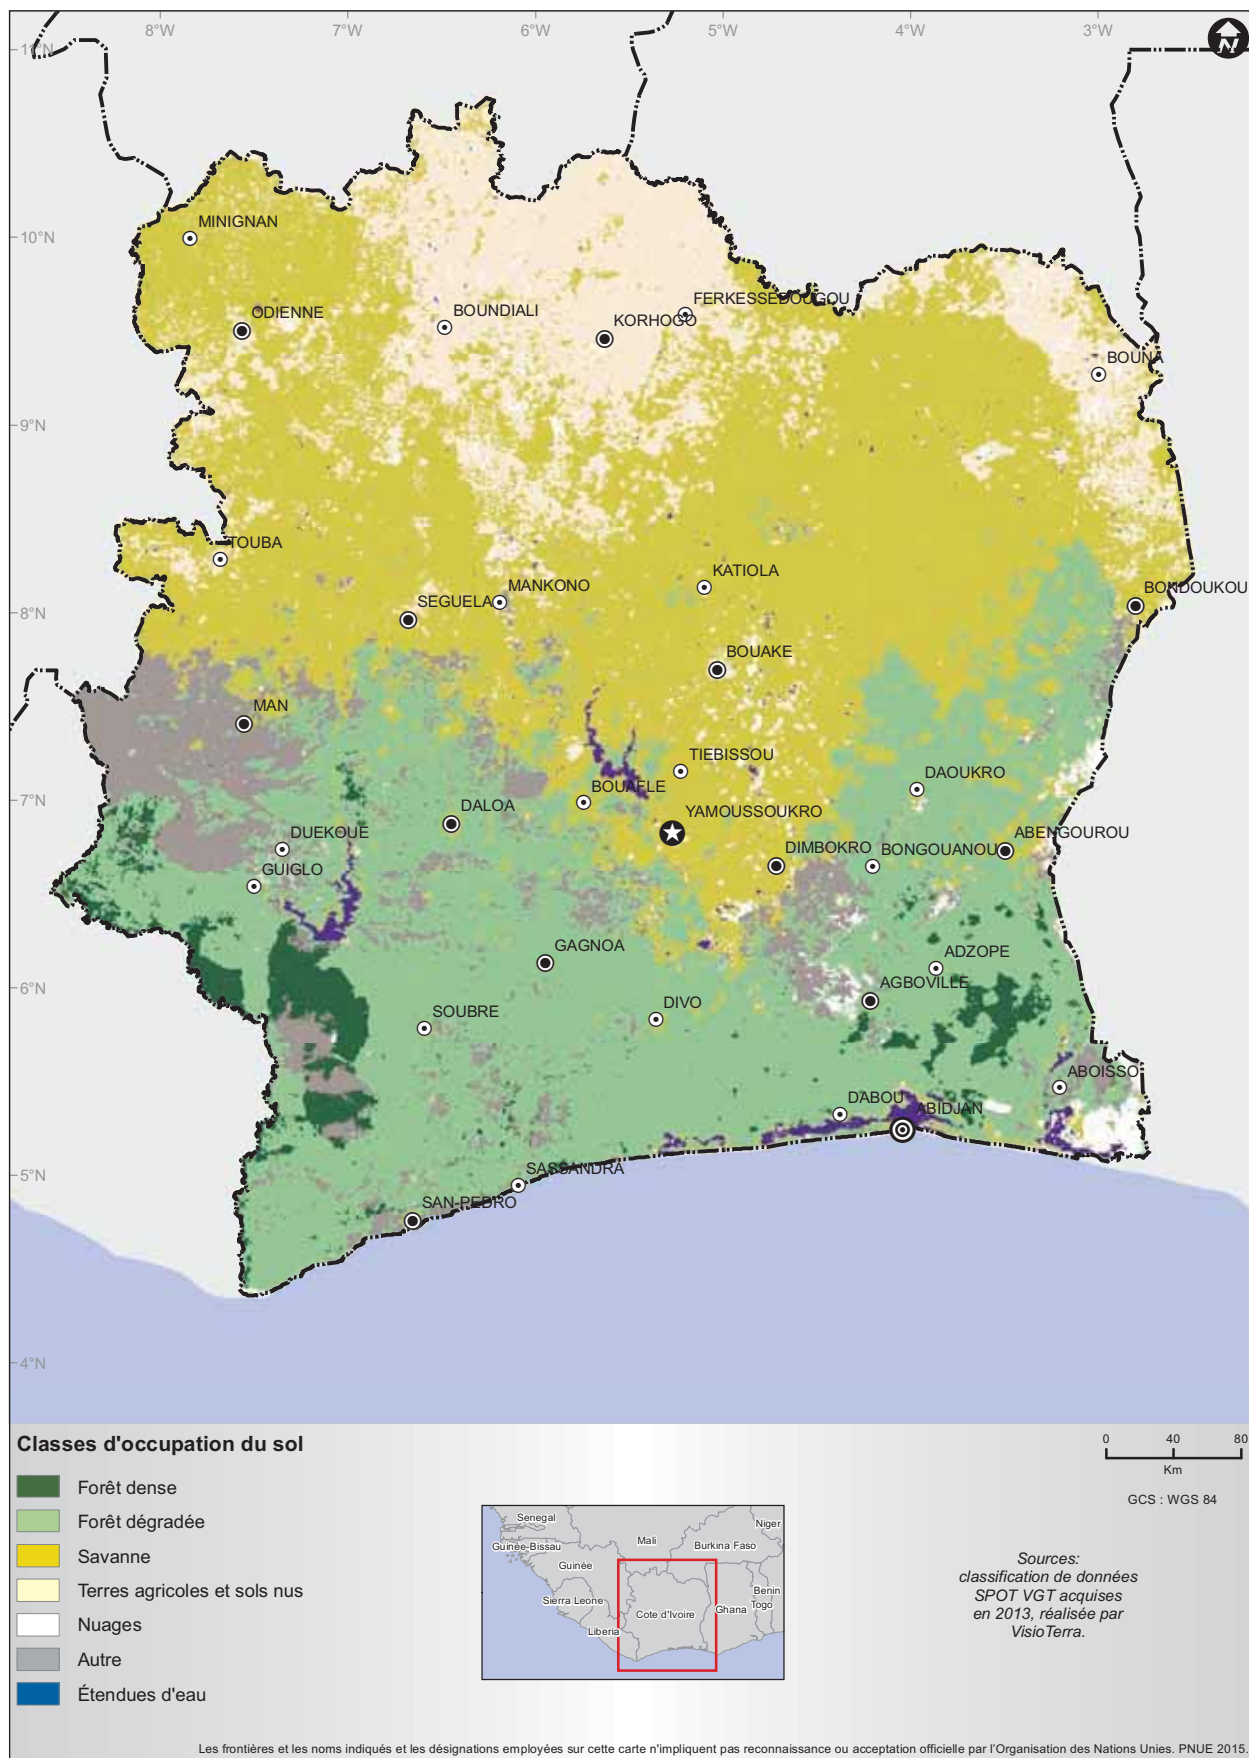 8°W
7°W
6°W
5°W
4°W
3°W
11°N
N
MINIGNAN
10°N
ODIENNE
BOUNDIALI
FERKESSEDOUGOU
KORHOGO
BOUNA
9°N
TOUBA
KATIOLA
MANKONO
SEGUELA
BONDOUKOU
8°N
BOUAKE
MAN
TIEBISSOU
DAOUKRO
7°N
BOUAFLE
DALOA
YAMOUSSOUKRO
DUEKOUE
DIMBOKRO
BONGOUANOU
ABENGOUROU
GUIGLO
GAGNOA
ADZOPE
6°N
AGBOVILLE
SOUBRE
DIVO
ABOISSO
DABOU
ABIDJAN
5°N
SASSANDRA
SAN-PEDRO
4°N
Classes d'occupation du sol
Forêt dense
Forêt dégradée
Savanne
Terres agricoles et sols nus
Nuages
Autre
Étendues d'eau
Senegal
Guinée-Bissau
Guinée
Sierra Leone
Liberia
Mali
Burkina Faso
Niger
Cote d'Ivoire
Ghana
Togo
Benin
0 40 80
Km
GCS : WGS 84
Sources:
classification de données
SPOT VGT acquises
en 2013, réalisée par
VisioTerra.
Les frontières et les noms indiqués et les désignations employées sur cette carte n'impliquent pas reconnaissance ou acceptation officielle par l'Organisation des Nations Unies. PNUE 2015.